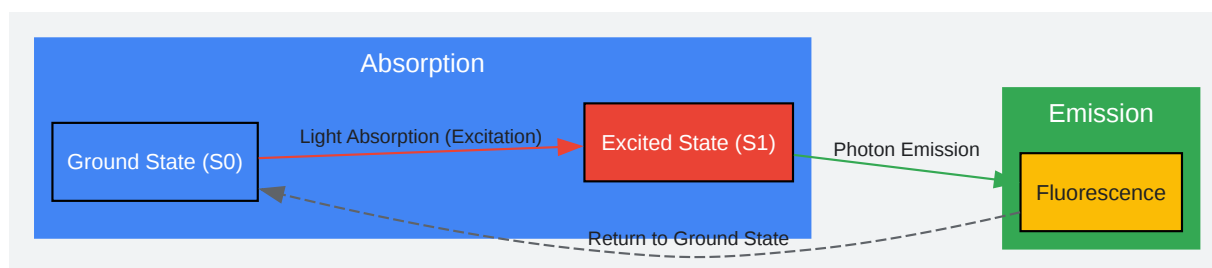 Absorption
Ground State (S0)
Light Absorption (Excitation)
Excited State (S1)
Photon Emission
Emission
Fluorescence
Return to Ground State